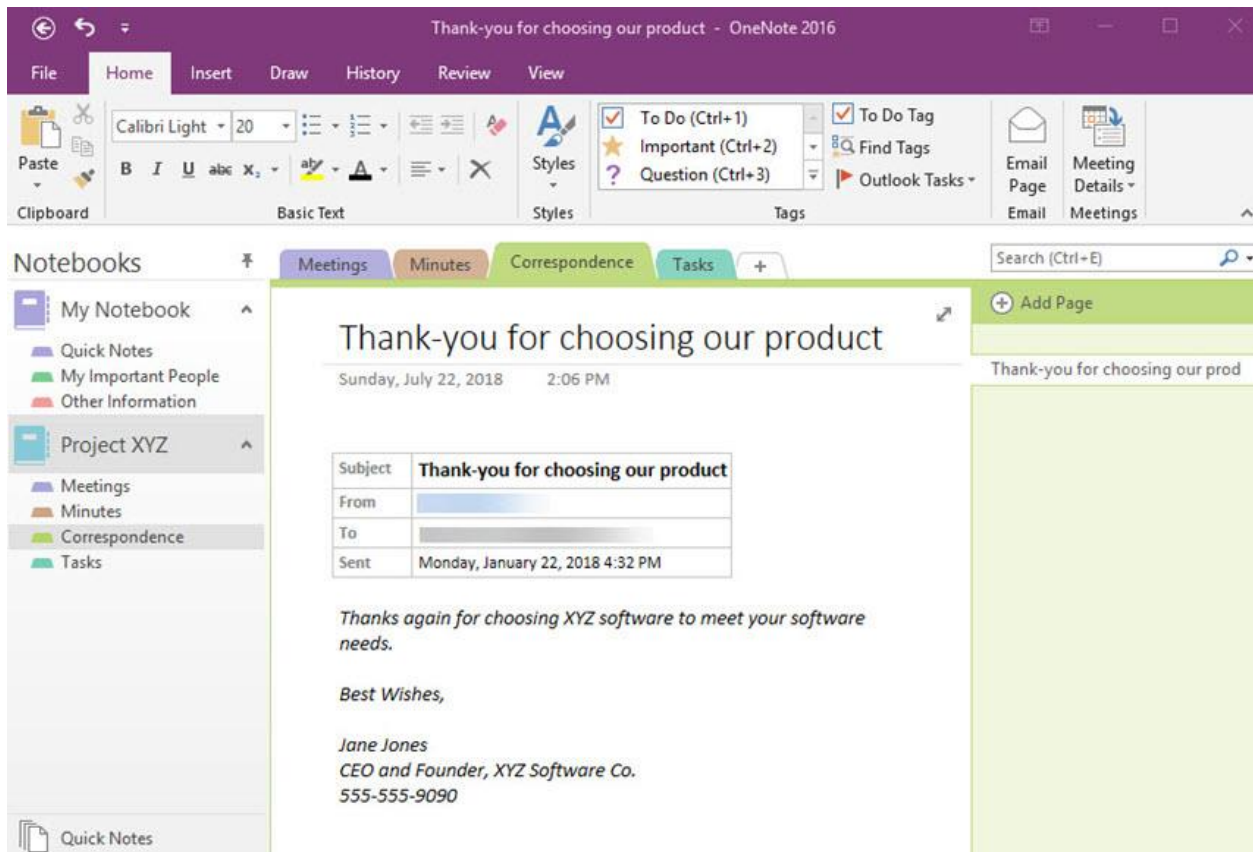 Thank-you for choosing our product - OneNote 2016
File Home Insert Draw History Review View
Calibri Light 20
To Do (Ctrl+1)
Important (Ctrl+2)
Question (Ctrl+3)
To Do Tag
Find Tags
Outlook Tasks
Paste
B I U abc X₂
A
Styles
Email Page
Meeting Details
Clipboard Basic Text Styles Tags Email Meetings
Notebooks
Meetings Minutes Correspondence Tasks +
Search (Ctrl+E)
My Notebook
Quick Notes
My Important People
Other Information
Project XYZ
Meetings
Minutes
Correspondence
Tasks
Quick Notes
Thank-you for choosing our product
Sunday, July 22, 2018 2:06 PM
Subject Thank-you for choosing our product
From
To
Sent Monday, January 22, 2018 4:32 PM
Thanks again for choosing XYZ software to meet your software
needs.
Best Wishes,
Jane Jones
CEO and Founder, XYZ Software Co.
555-555-9090
Add Page
Thank-you for choosing our prod